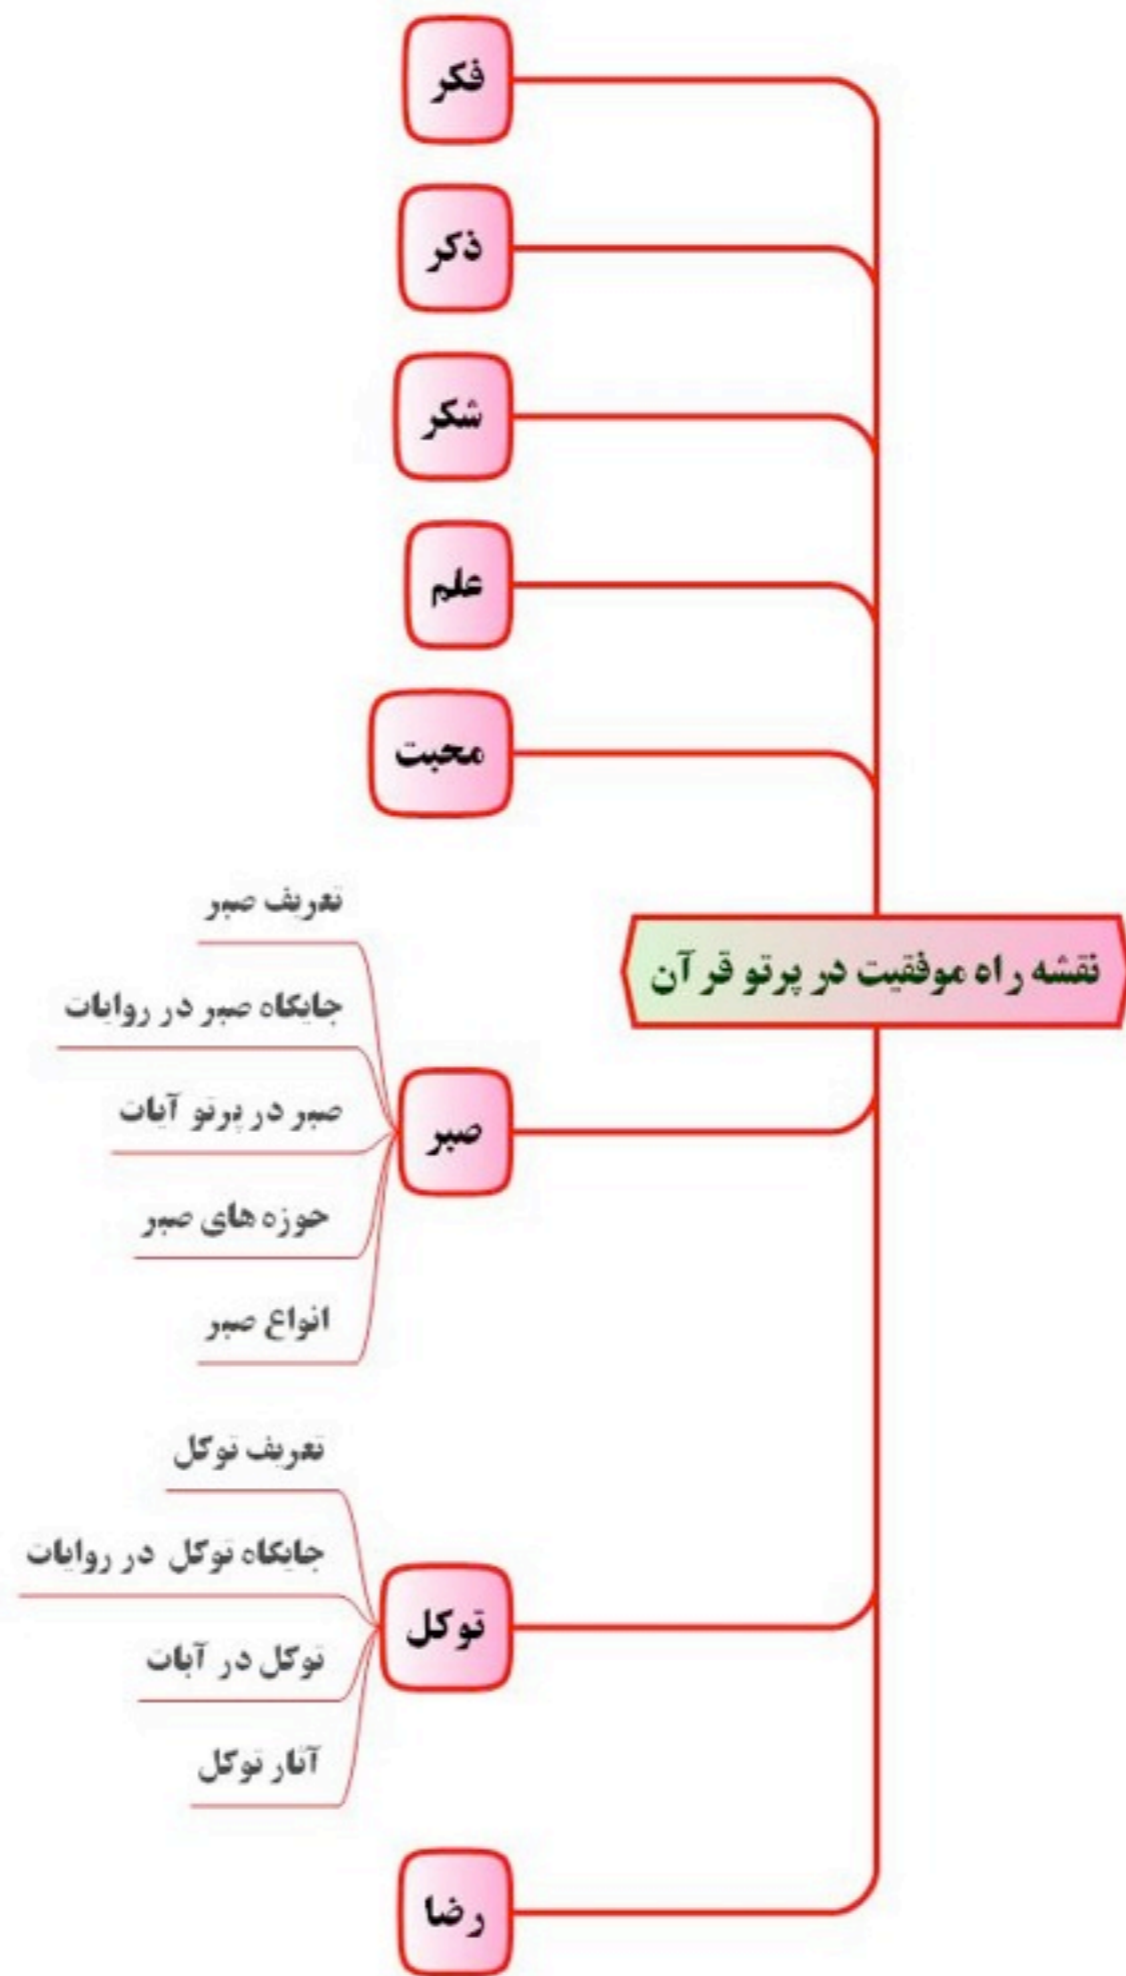 نقشه راه موفقیت در پرتو قرآن
فکر
ذکر
شکر
علم
محبت
صبر
تعریف صبر
جایگاه صبر در روایات
صبر در پرتو آیات
حوزه های صبر
انواع صبر
توکل
تعریف توکل
جایگاه توکل در روایات
توکل در آیات
آثار توکل
رضا